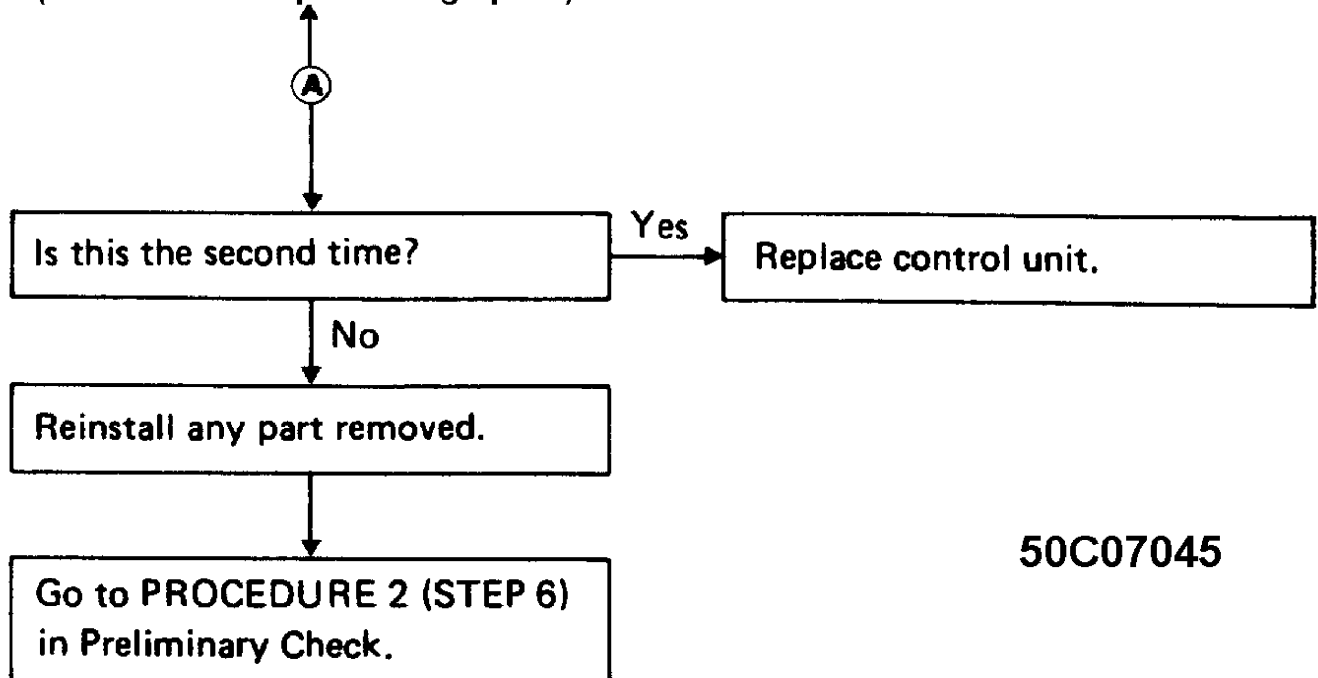 A
Is this the second time?
Yes
Replace control unit.
No
Reinstall any part removed.
Go to PROCEDURE 2 (STEP 6)
in Preliminary Check.
50C07045